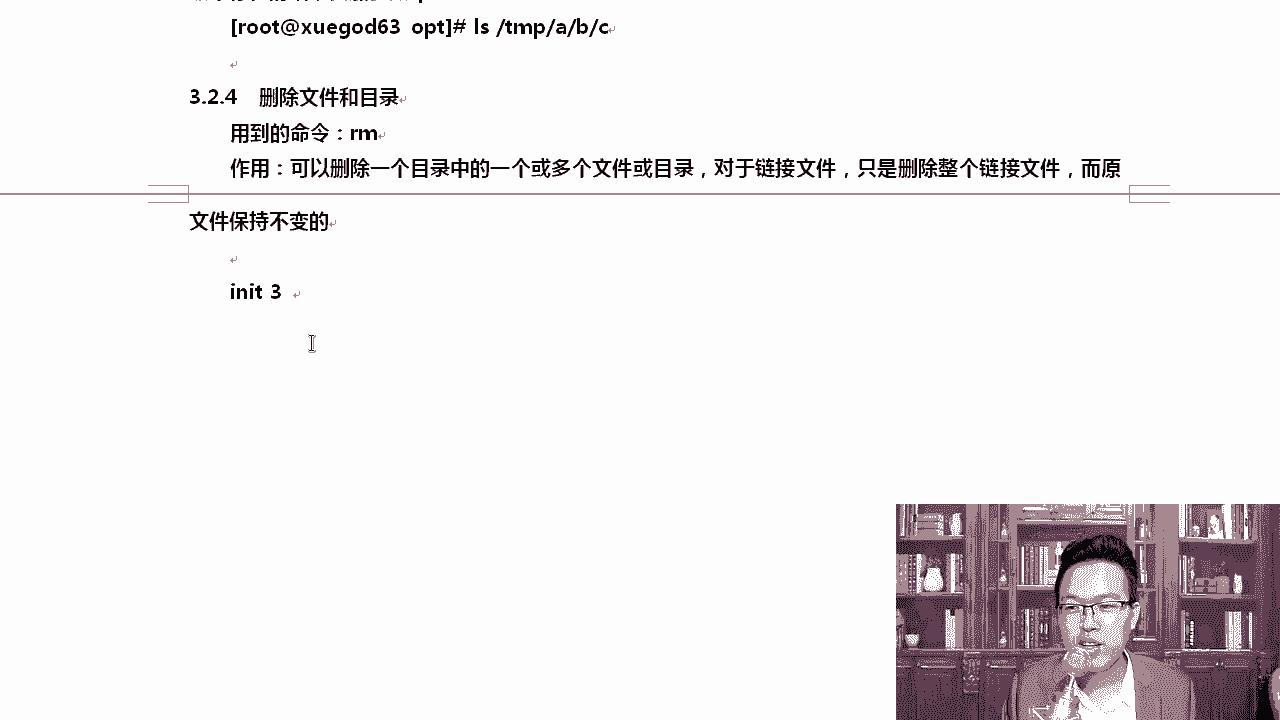 [root@xuegod63 opt]# ls /tmp/a/b/c
3.2.4 删除文件和目录
用到的命令：rm
作用：可以删除一个目录中的一个或多个文件或目录，对于链接文件，只是删除整个链接文件，而原
文件保持不变的
init 3